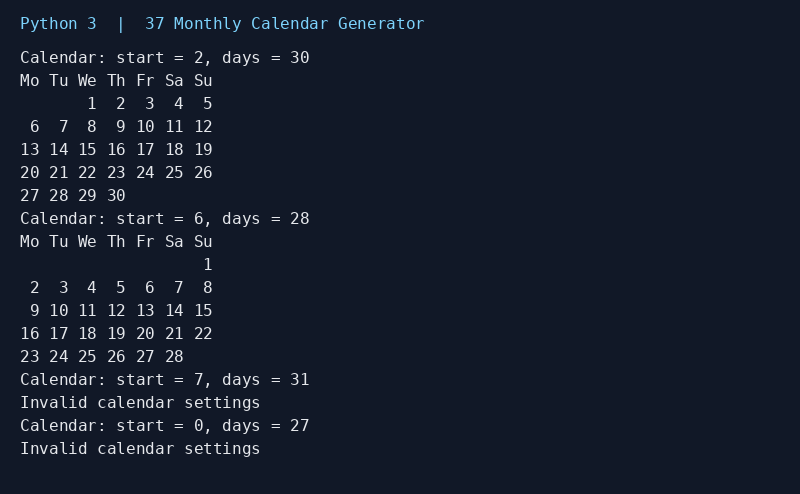 Python 3  |  37 Monthly Calendar Generator
Calendar: start = 2, days = 30
Mo Tu We Th Fr Sa Su
       1  2  3  4  5
 6  7  8  9 10 11 12
13 14 15 16 17 18 19
20 21 22 23 24 25 26
27 28 29 30
Calendar: start = 6, days = 28
Mo Tu We Th Fr Sa Su
                   1
 2  3  4  5  6  7  8
 9 10 11 12 13 14 15
16 17 18 19 20 21 22
23 24 25 26 27 28
Calendar: start = 7, days = 31
Invalid calendar settings
Calendar: start = 0, days = 27
Invalid calendar settings